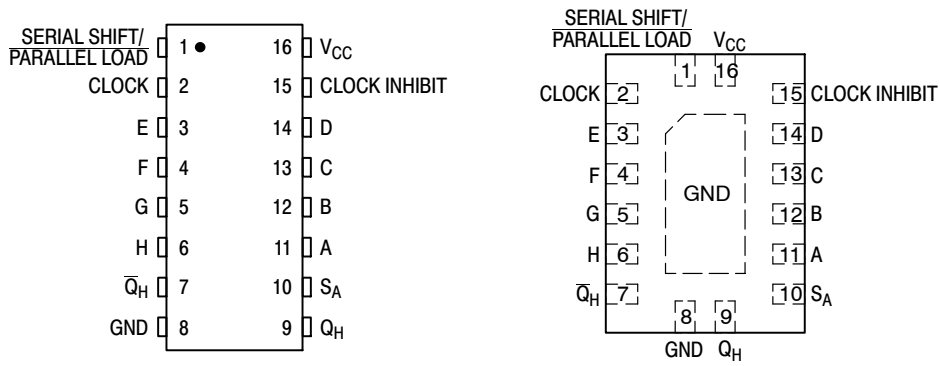 SERIAL SHIFT/
PARALLEL LOAD 1 16 VCC
CLOCK 2 15 CLOCK INHIBIT
E 3 14 D
F 4 13 C
G 5 12 B
H 6 11 A
Q̅H 7 10 SA
GND 8 9 QH
SERIAL SHIFT/
PARALLEL LOAD VCC
1 16
CLOCK 2 15 CLOCK INHIBIT
E 3 14 D
F 4 13 C
GND
G 5 12 B
H 6 11 A
Q̅H 7 10 SA
8 9
GND QH